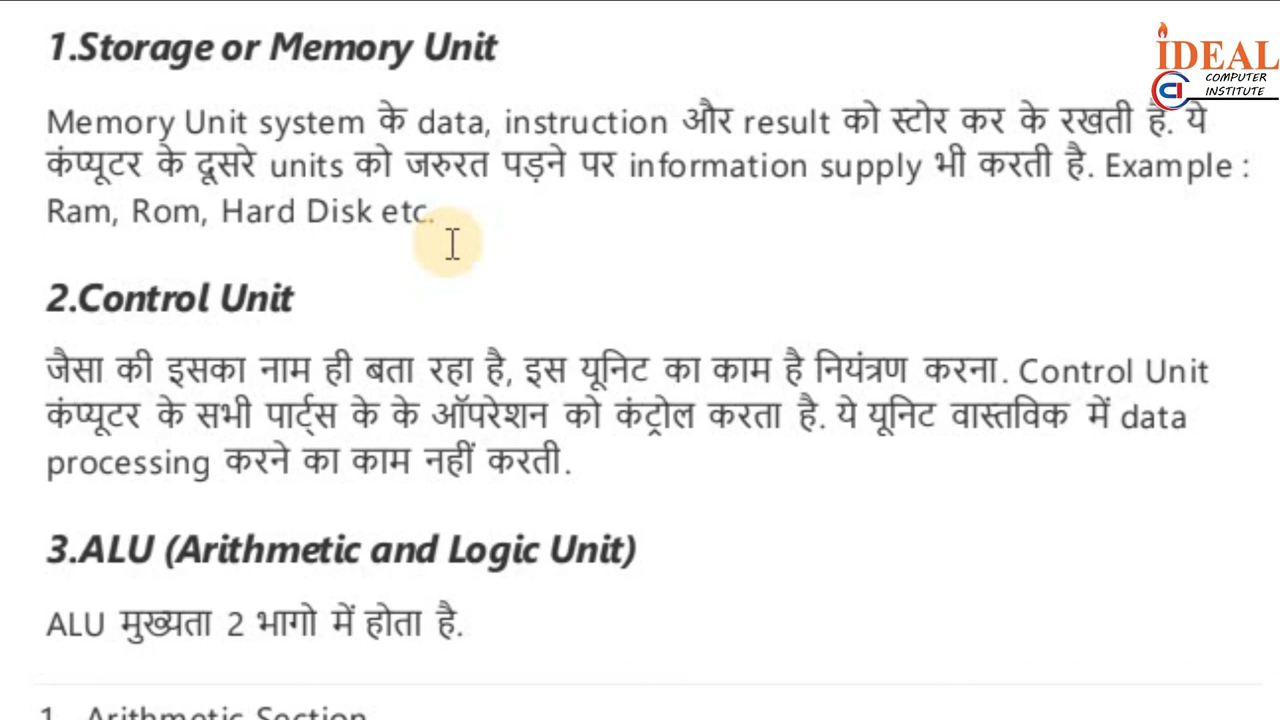 1.Storage or Memory Unit
IDEAL
COMPUTER
INSTITUTE
Memory Unit system के data, instruction और result को स्टोर कर के रखती है. ये
कंप्यूटर के दूसरे units को जरुरत पड़ने पर information supply भी करती है. Example :
Ram, Rom, Hard Disk etc.
2.Control Unit
जैसा की इसका नाम ही बता रहा है, इस यूनिट का काम है नियंत्रण करना. Control Unit
कंप्यूटर के सभी पार्ट्स के के ऑपरेशन को कंट्रोल करता है. ये यूनिट वास्तविक में data
processing करने का काम नहीं करती.
3.ALU (Arithmetic and Logic Unit)
ALU मुख्यता 2 भागो में होता है.
1. Arithmetic Section